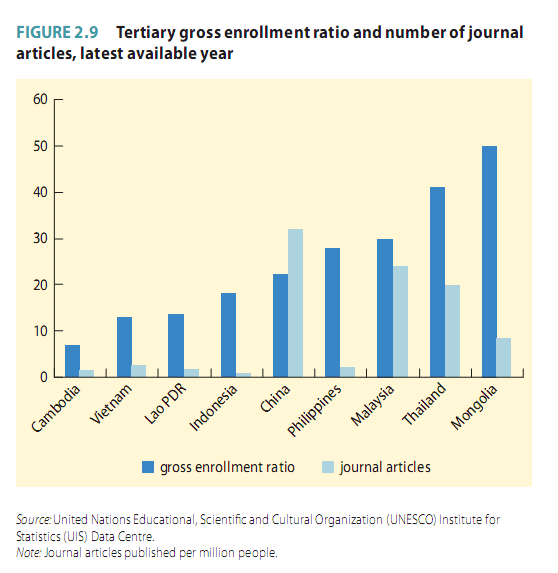 FIGURE 2.9 Tertiary gross enrollment ratio and number of journal
articles, latest available year
60
50
40
30
20
10
0
Cambodia
Vietnam
Lao PDR
Indonesia
China
Philippines
Malaysia
Thailand
Mongolia
gross enrollment ratio
journal articles
Source: United Nations Educational, Scientific and Cultural Organization (UNESCO) Institute for
Statistics (UIS) Data Centre.
Note: Journal articles published per million people.